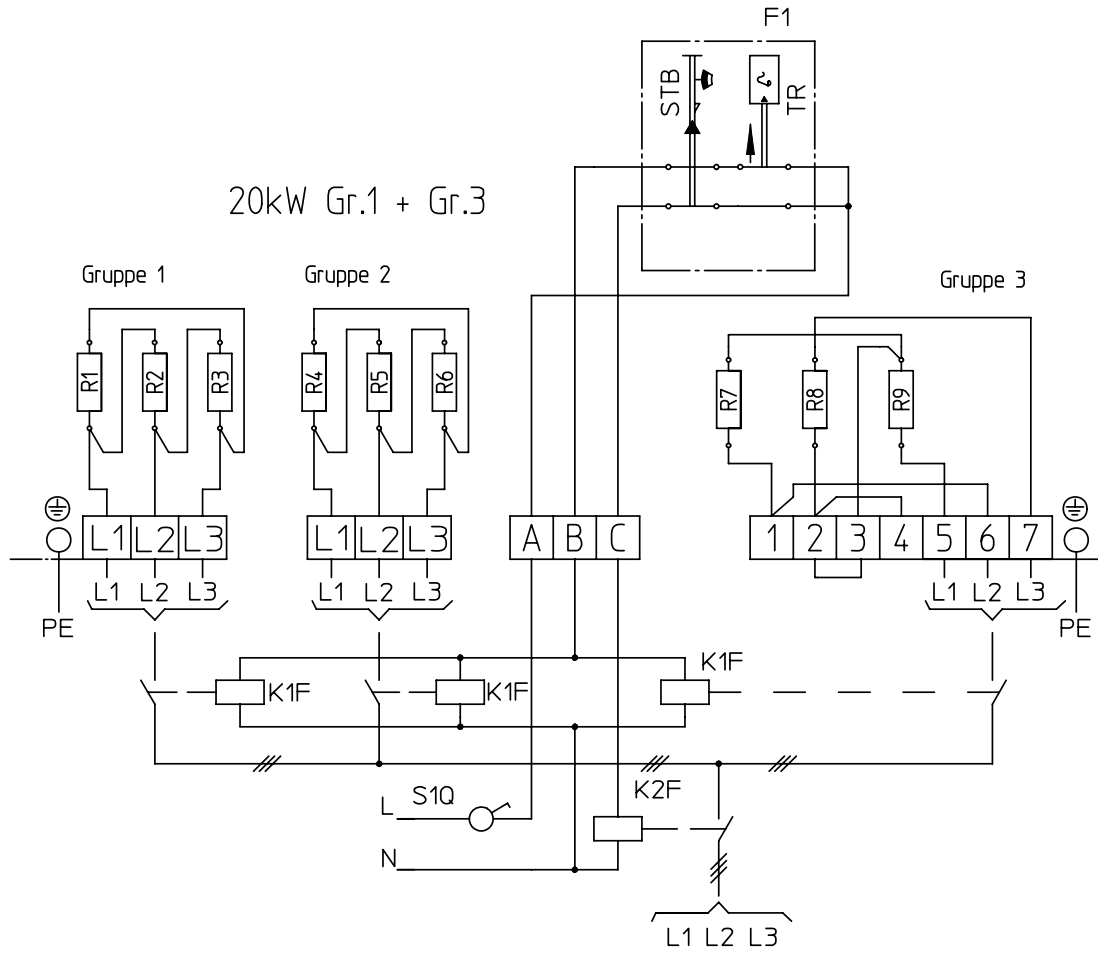 F1
STB TR
20kW Gr.1 + Gr.3
Gruppe 1 Gruppe 2 Gruppe 3
R1 R2 R3 R4 R5 R6 R7 R8 R9
L1 L2 L3 L1 L2 L3 A B C 1 2 3 4 5 6 7
L1 L2 L3 L1 L2 L3 L1 L2 L3
PE PE
K1F K1F K1F
K2F
L S1Q
N
L1 L2 L3